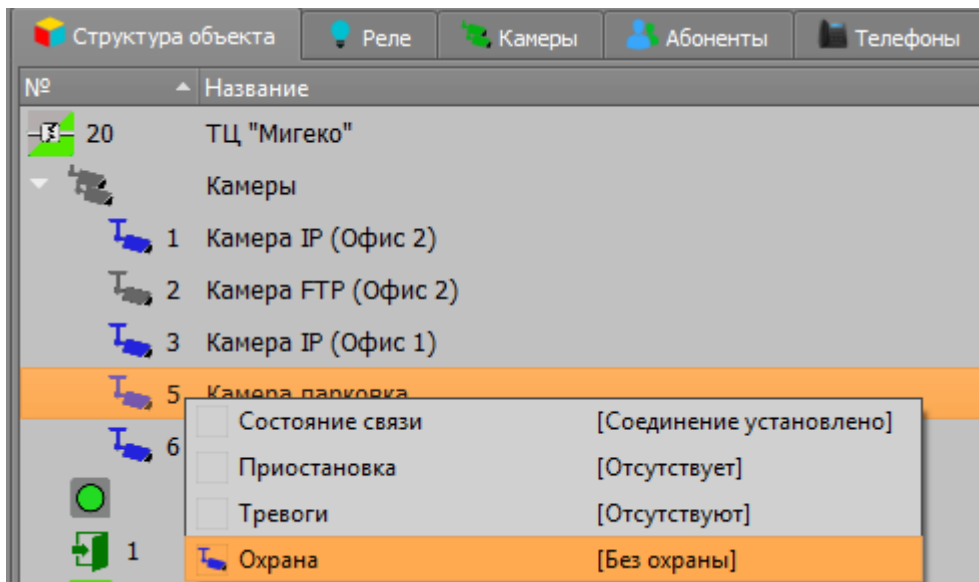 Структура объекта Реле Камеры Абоненты Телефоны
№ Название
20 ТЦ "Мигеко"
Камеры
1 Камера IP (Офис 2)
2 Камера FTP (Офис 2)
3 Камера IP (Офис 1)
5 Камера парковка
Состояние связи [Соединение установлено]
6
Приостановка [Отсутствует]
Тревоги [Отсутствуют]
1
Охрана [Без охраны]